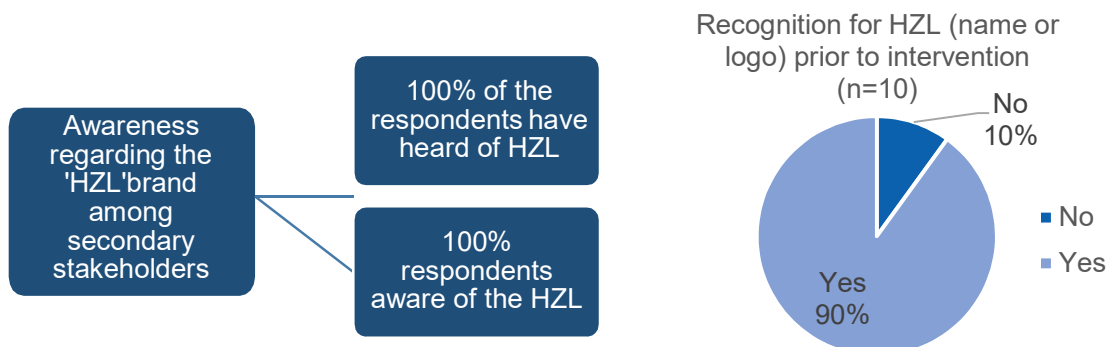 Awareness
regarding the
'HZL'brand
among
secondary
stakeholders
100% of the
respondents have
heard of HZL
100%
respondents
aware of the HZL
Recognition for HZL (name or
logo) prior to intervention
(n=10)
No
10%
Yes
90%
No
Yes